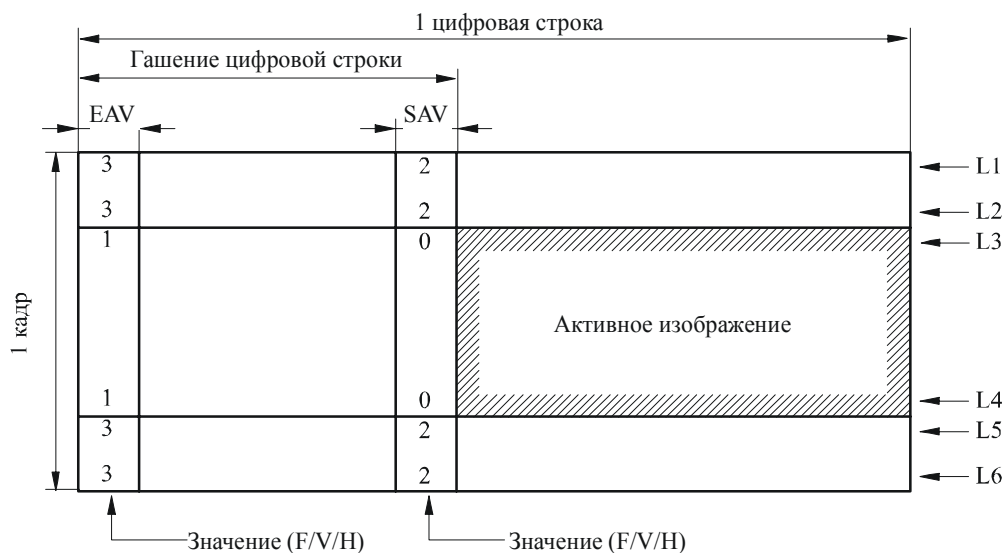 1 цифровая строка
Гашение цифровой строки
EAV
SAV
3
2
L1
3
2
L2
1
0
L3
1 кадр
Активное изображение
1
0
L4
3
2
L5
3
2
L6
Значение (F/V/H)
Значение (F/V/H)